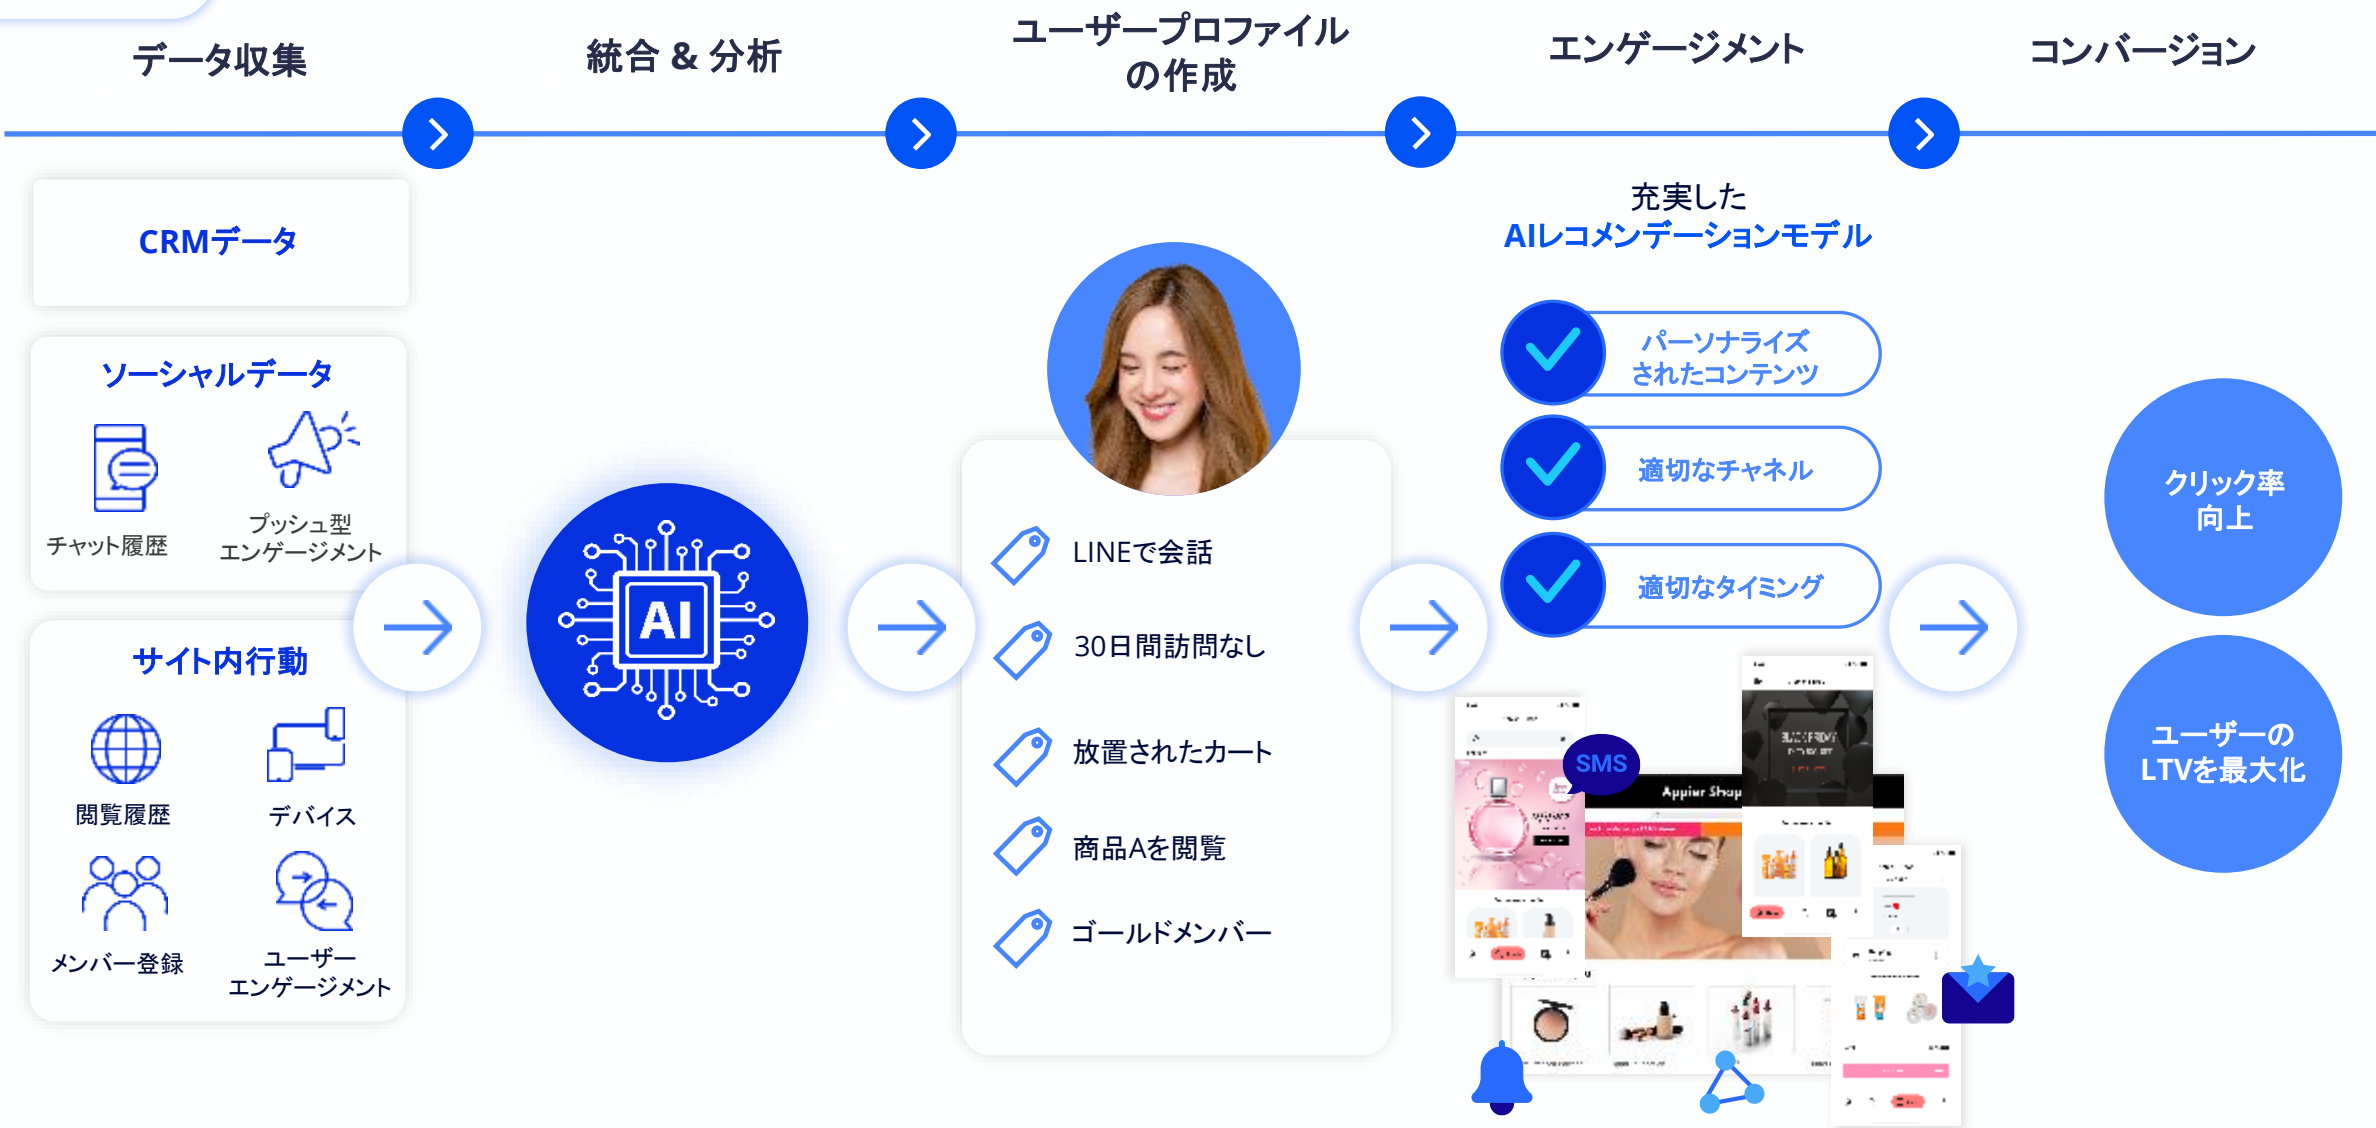 データ収集
統合 & 分析
ユーザープロファイル
の作成
エンゲージメント
コンバージョン
CRMデータ
ソーシャルデータ
チャット履歴
プッシュ型
エンゲージメント
サイト内行動
閲覧履歴
デバイス
メンバー登録
ユーザー
エンゲージメント
AI
LINEで会話
30日間訪問なし
放置されたカート
商品Aを閲覧
ゴールドメンバー
充実した
AIレコメンデーションモデル
パーソナライズ
されたコンテンツ
適切なチャネル
適切なタイミング
SMS
Appier Shop
BLACK FRIDAY
クリック率
向上
ユーザーの
LTVを最大化